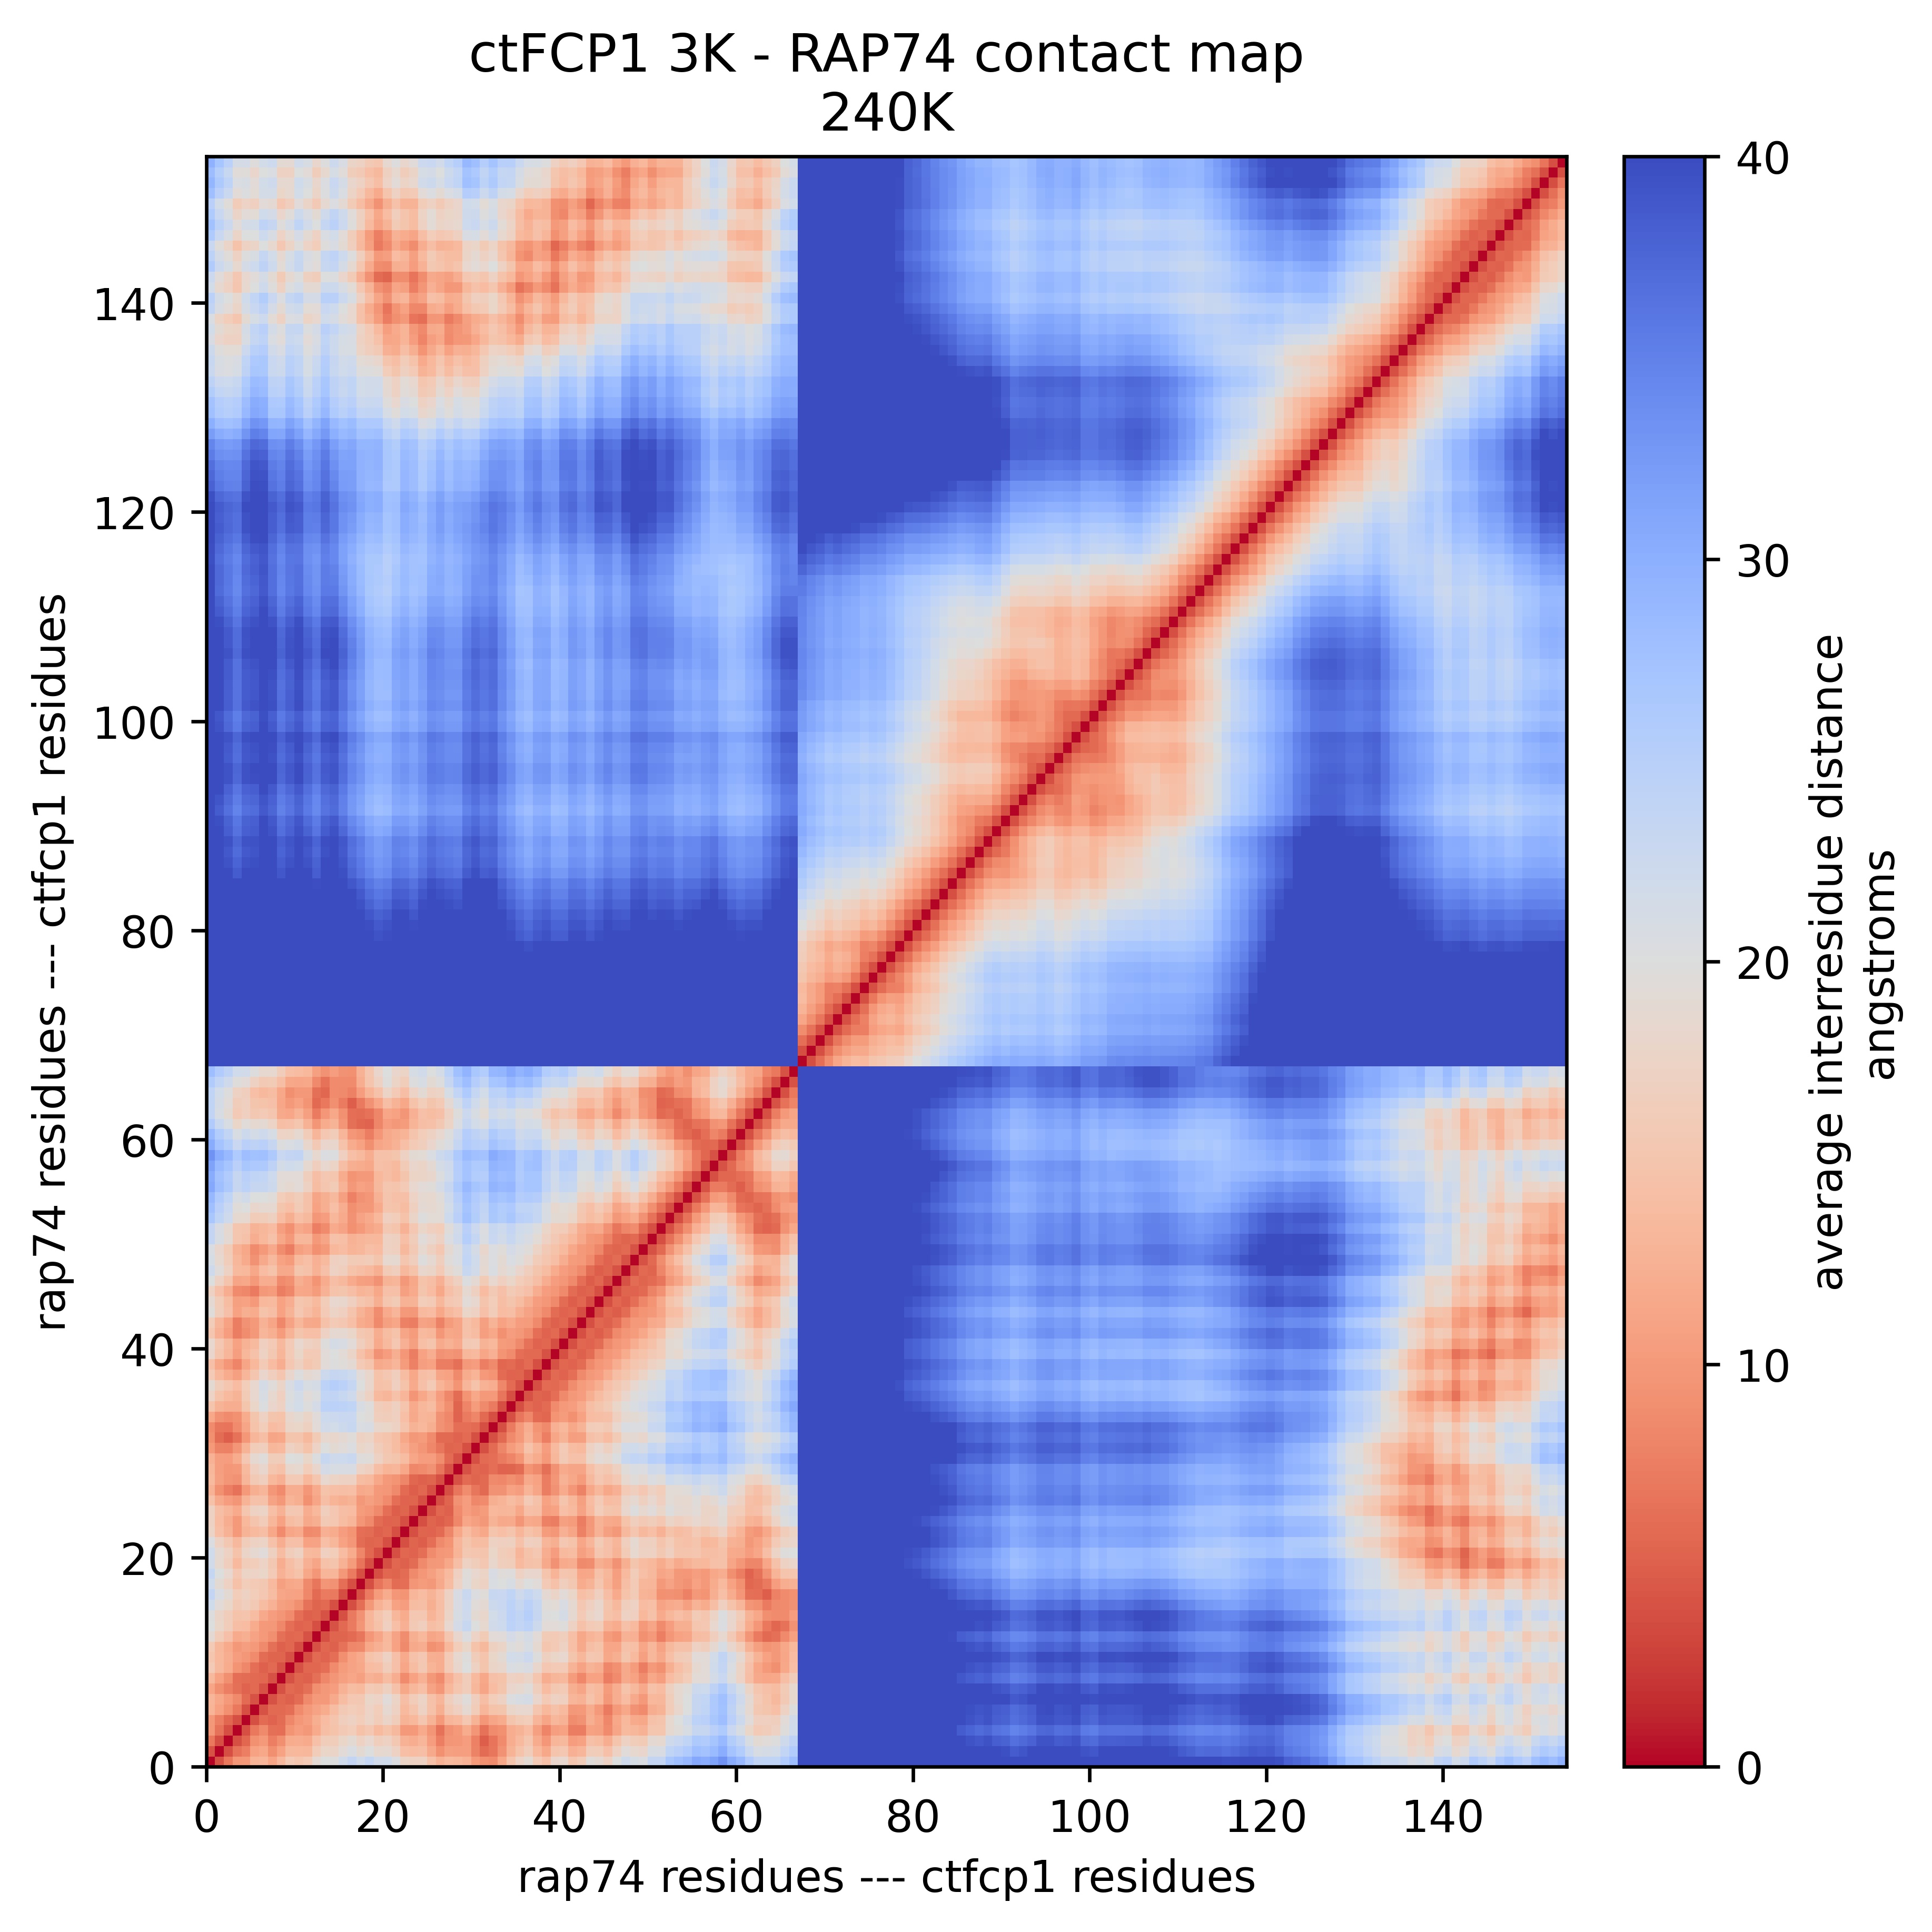 ctFCP1 3K - RAP74 contact map
240K
rap74 residues --- ctfcp1 residues
140
120
100
80
60
40
20
0
0 20 40 60 80 100 120 140
rap74 residues --- ctfcp1 residues
40
30
20
10
0
average interresidue distance
angstroms